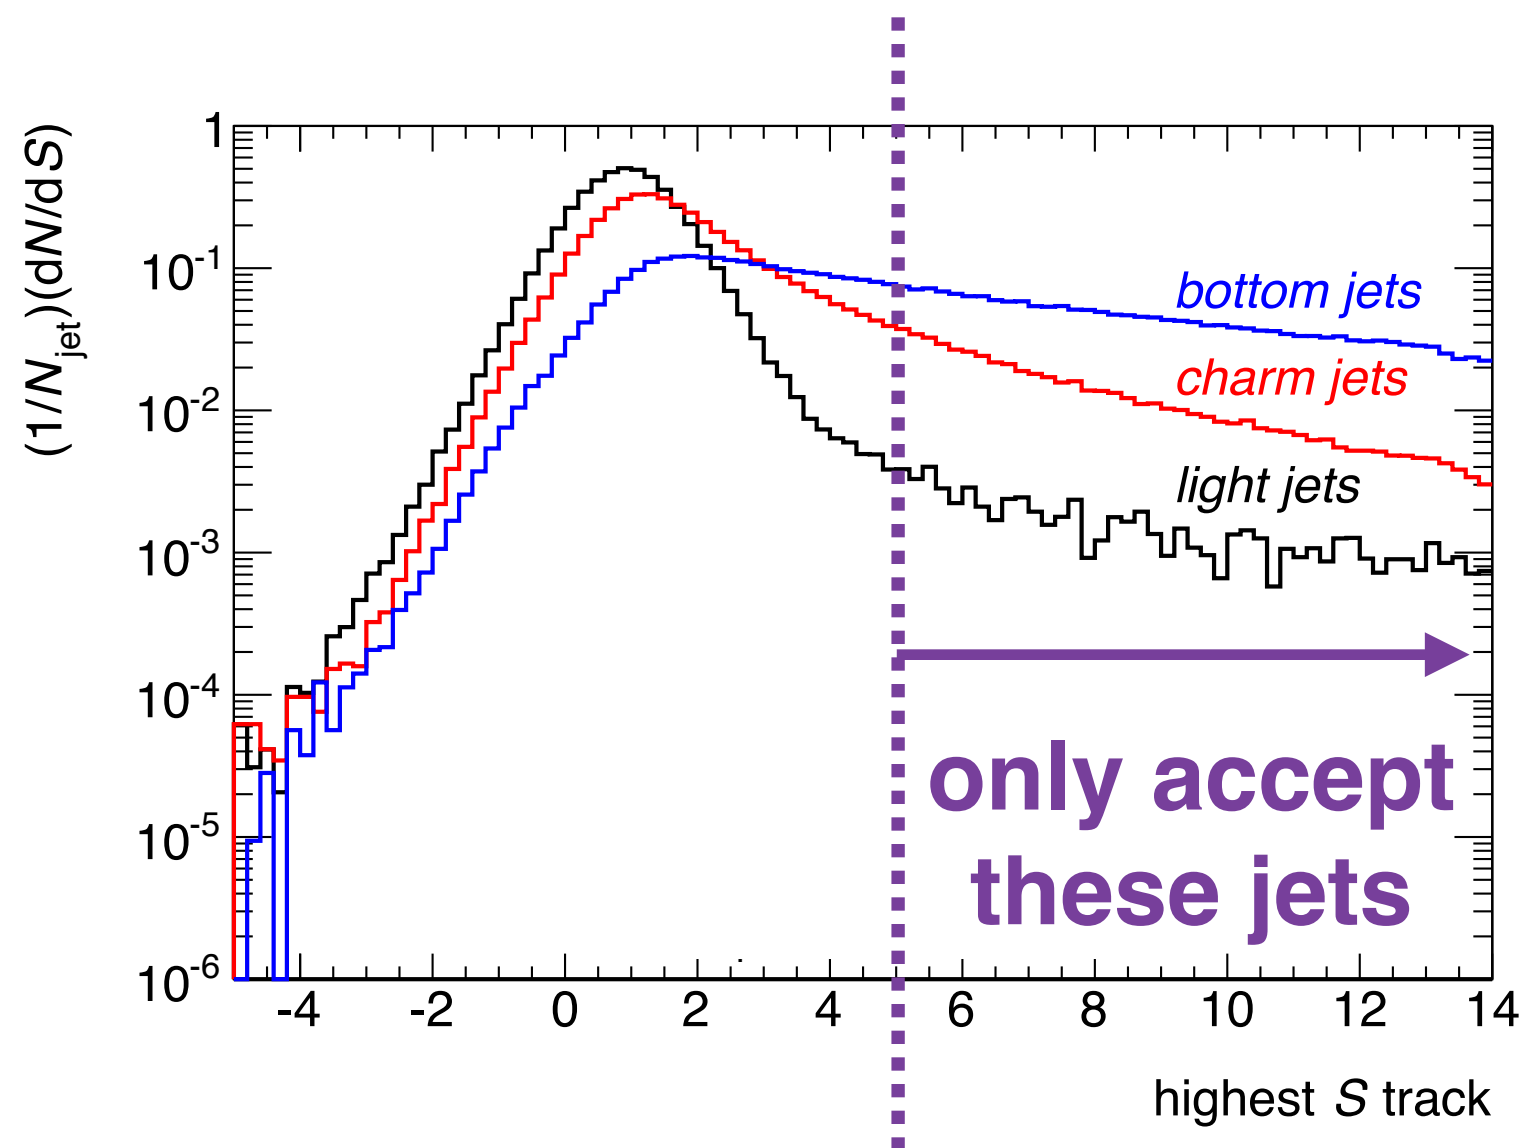 (1/Njet)(dN/dS)
1
10-1
10-2
10-3
10-4
10-5
10-6
bottom jets
charm jets
light jets
only accept
these jets
-4 -2 0 2 4 6 8 10 12 14
highest S track